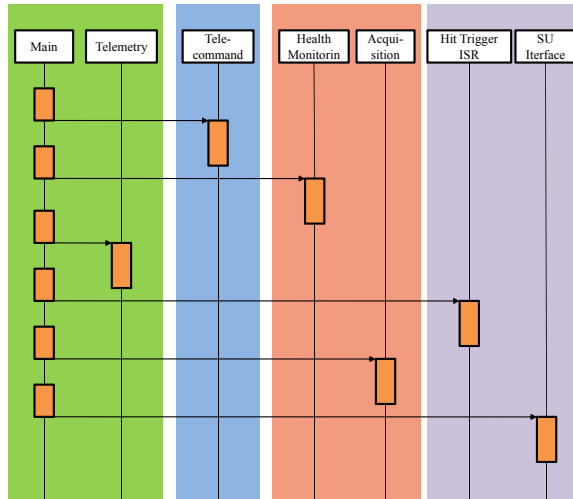 Main
Telemetry
Tele-
command
Health
Monitorin
Acqui-
sition
Hit Trigger
ISR
SU
Iterface